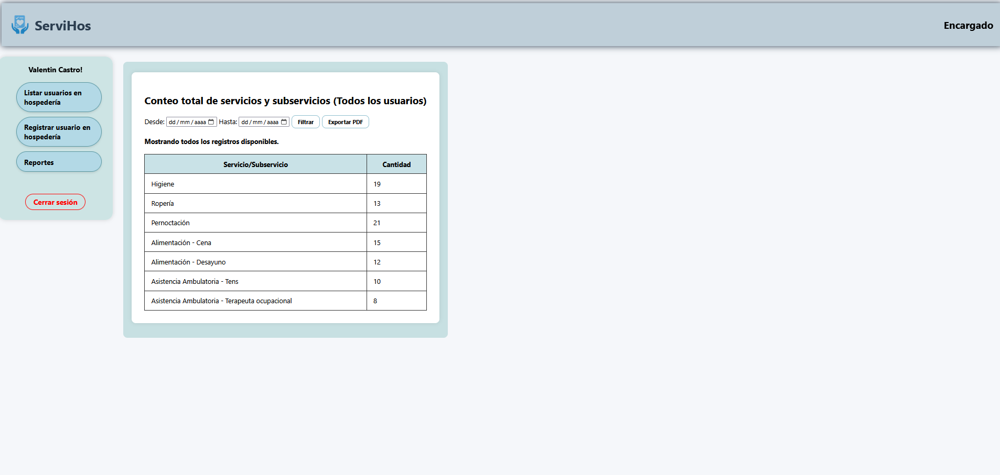 ServiHos
Encargado
Valentin Castro!
Listar usuarios en
hospedería
Registrar usuario en
hospedería
Reportes
Cerrar sesión
Conteo total de servicios y subservicios (Todos los usuarios)
Desde: dd/mm/aaaa Hasta: dd/mm/aaaa Filtrar Exportar PDF
Mostrando todos los registros disponibles.
Servicio/Subservicio Cantidad
Higiene 19
Ropería 13
Pernoctación 21
Alimentación - Cena 15
Alimentación - Desayuno 12
Asistencia Ambulatoria - Tens 10
Asistencia Ambulatoria - Terapeuta ocupacional 8